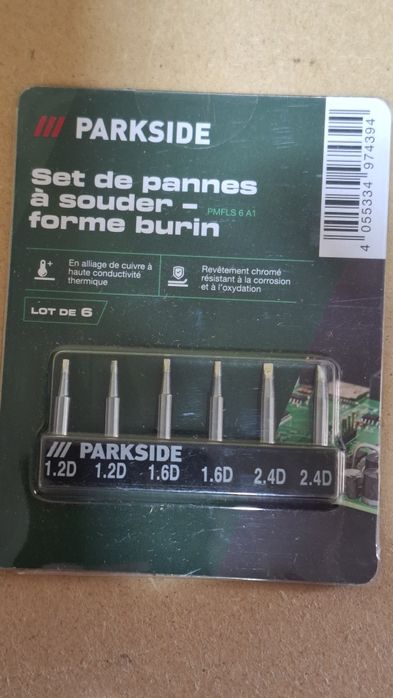 PARKSIDE
Set de pannes
à souder –
forme burin
PMFLS 6 A1
En alliage de cuivre à
haute conductivité
thermique
Revêtement chromé
résistant à la corrosion
et à l'oxydation
LOT DE 6
4 055334 974394
PARKSIDE
1.2D 1.2D 1.6D 1.6D 2.4D 2.4D